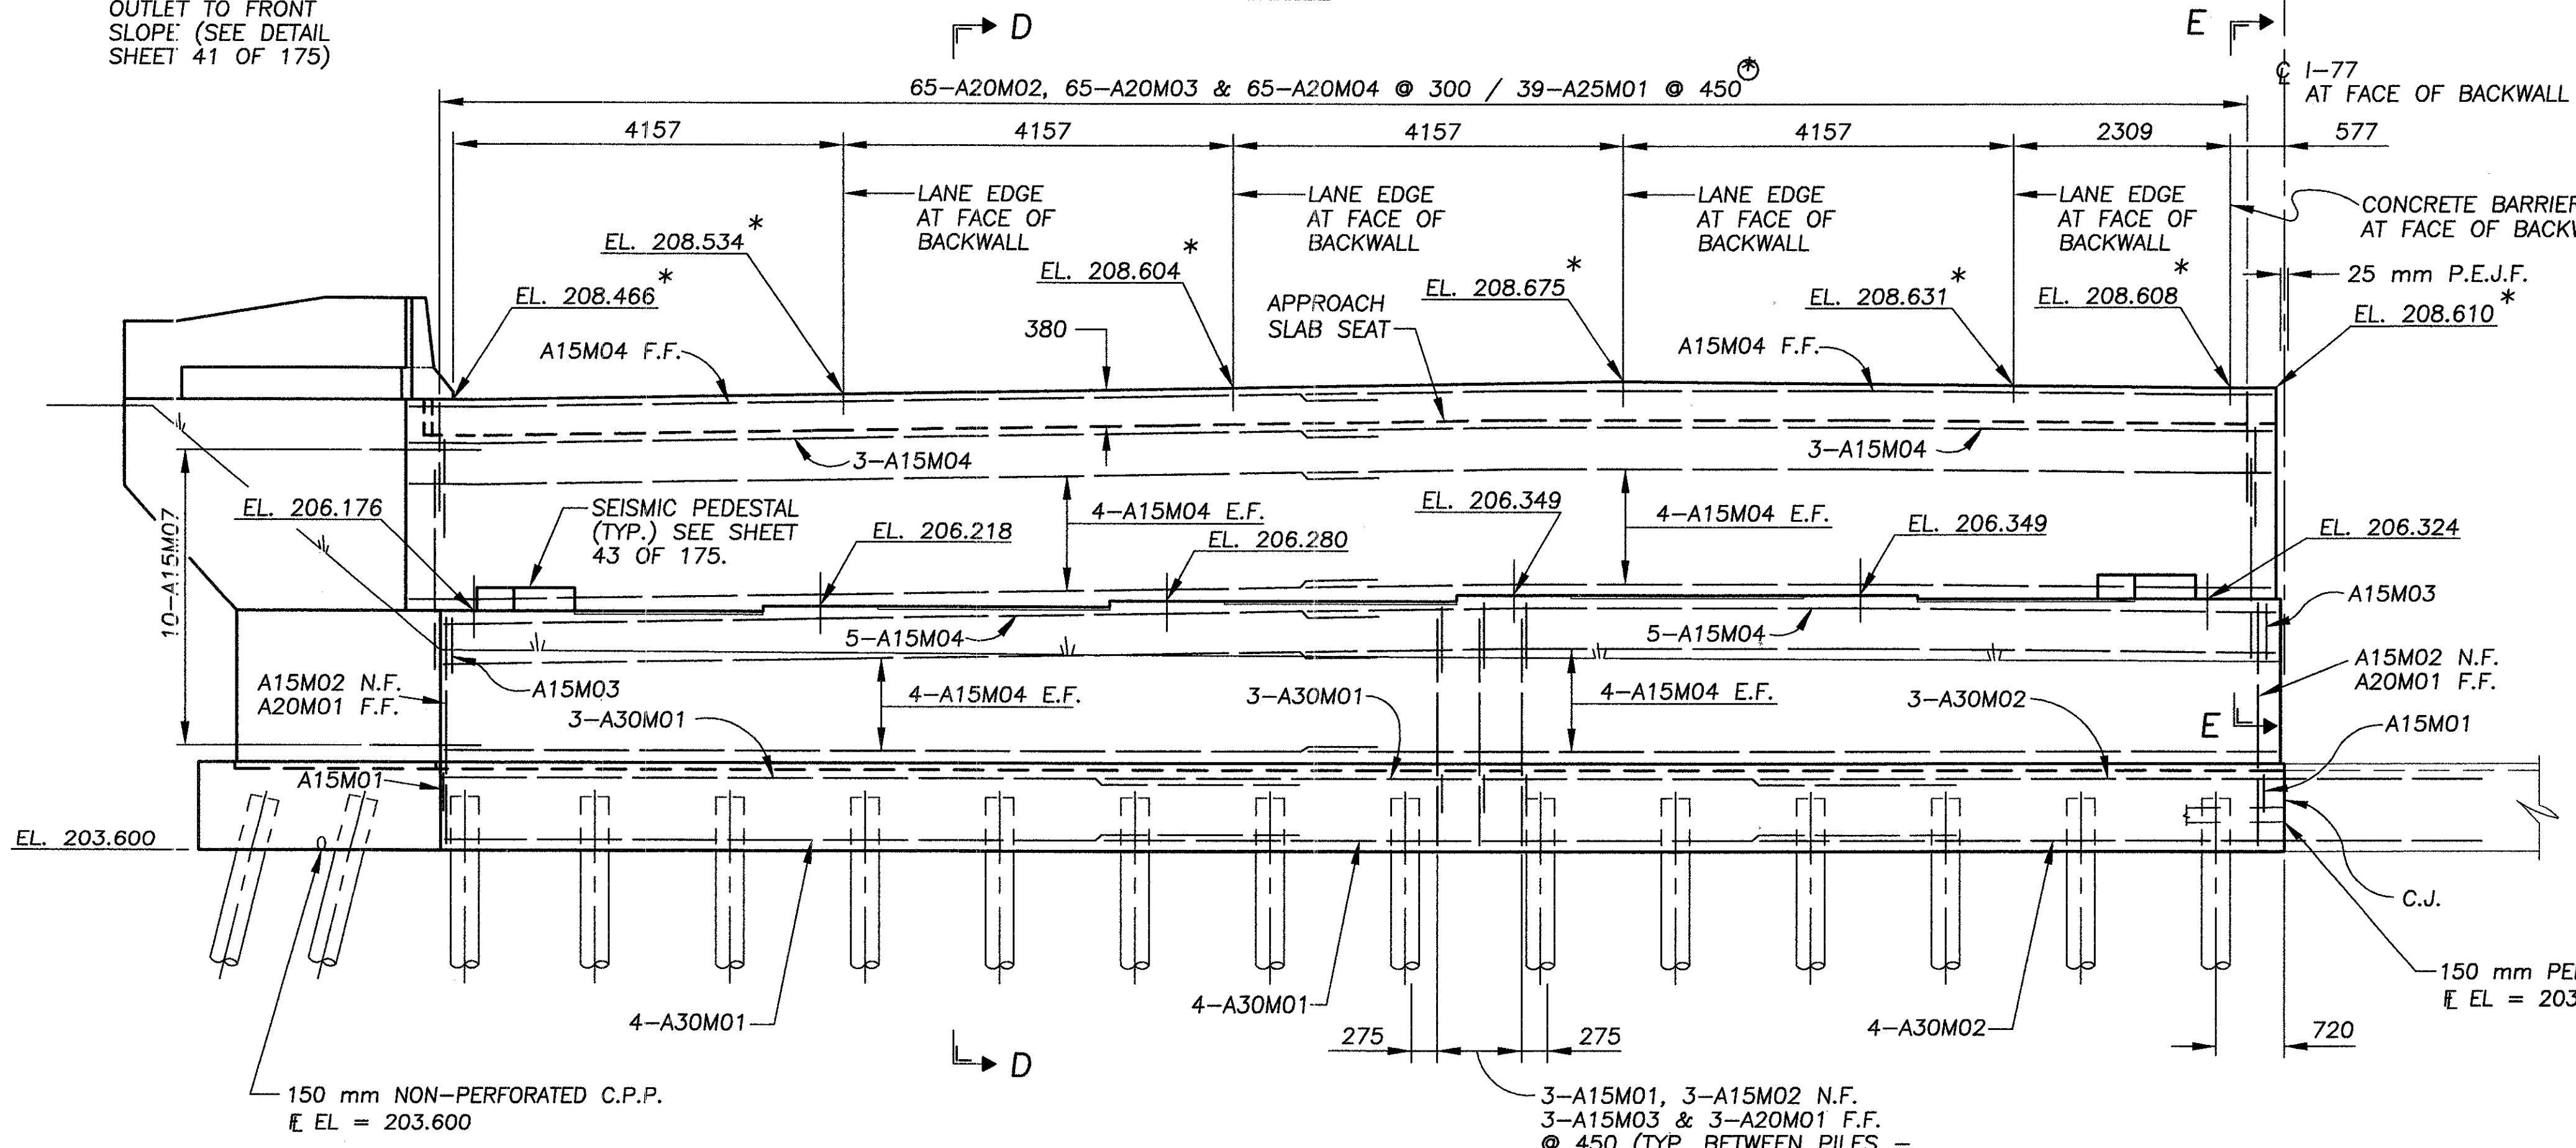 OUTLET TO FRONT
SLOPE (SEE DETAIL
SHEET 41 OF 175)
D
E
65-A20M02, 65-A20M03 & 65-A20M04 @ 300 / 39-A25M01 @ 450*
℄ I-77
AT FACE OF BACKWALL
4157
4157
4157
4157
2309
577
LANE EDGE
AT FACE OF
BACKWALL
LANE EDGE
AT FACE OF
BACKWALL
LANE EDGE
AT FACE OF
BACKWALL
LANE EDGE
AT FACE OF
BACKWALL
CONCRETE BARRIER
AT FACE OF
EL. 208.534*
EL. 208.466*
EL. 208.604*
EL. 208.675*
EL. 208.631*
EL. 208.608*
25 mm P.E.J.F.
EL. 208.610*
380
APPROACH
SLAB SEAT
A15M04 F.F.
A15M04 F.F.
3-A15M04
3-A15M04
10-A15M07
EL. 206.176
SEISMIC PEDESTAL
(TYP.) SEE SHEET
43 OF 175.
4-A15M04 E.F.
EL. 206.218
EL. 206.280
EL. 206.349
4-A15M04 E.F.
EL. 206.349
EL. 206.324
A15M03
5-A15M04
5-A15M04
A15M02 N.F.
A20M01 F.F.
A15M03
4-A15M04 E.F.
4-A15M04 E.F.
A15M02 N.F.
A20M01 F.F.
3-A30M01
3-A30M01
3-A30M02
E
A15M01
A15M01
EL. 203.600
C.J.
4-A30M01
4-A30M01
4-A30M02
150 mm
EL =
275
275
720
D
150 mm NON-PERFORATED C.P.P.
EL = 203.600
3-A15M01, 3-A15M02 N.F.
3-A15M03 & 3-A20M01 F.F.
@ 450 (TYP. BETWEEN PILES -